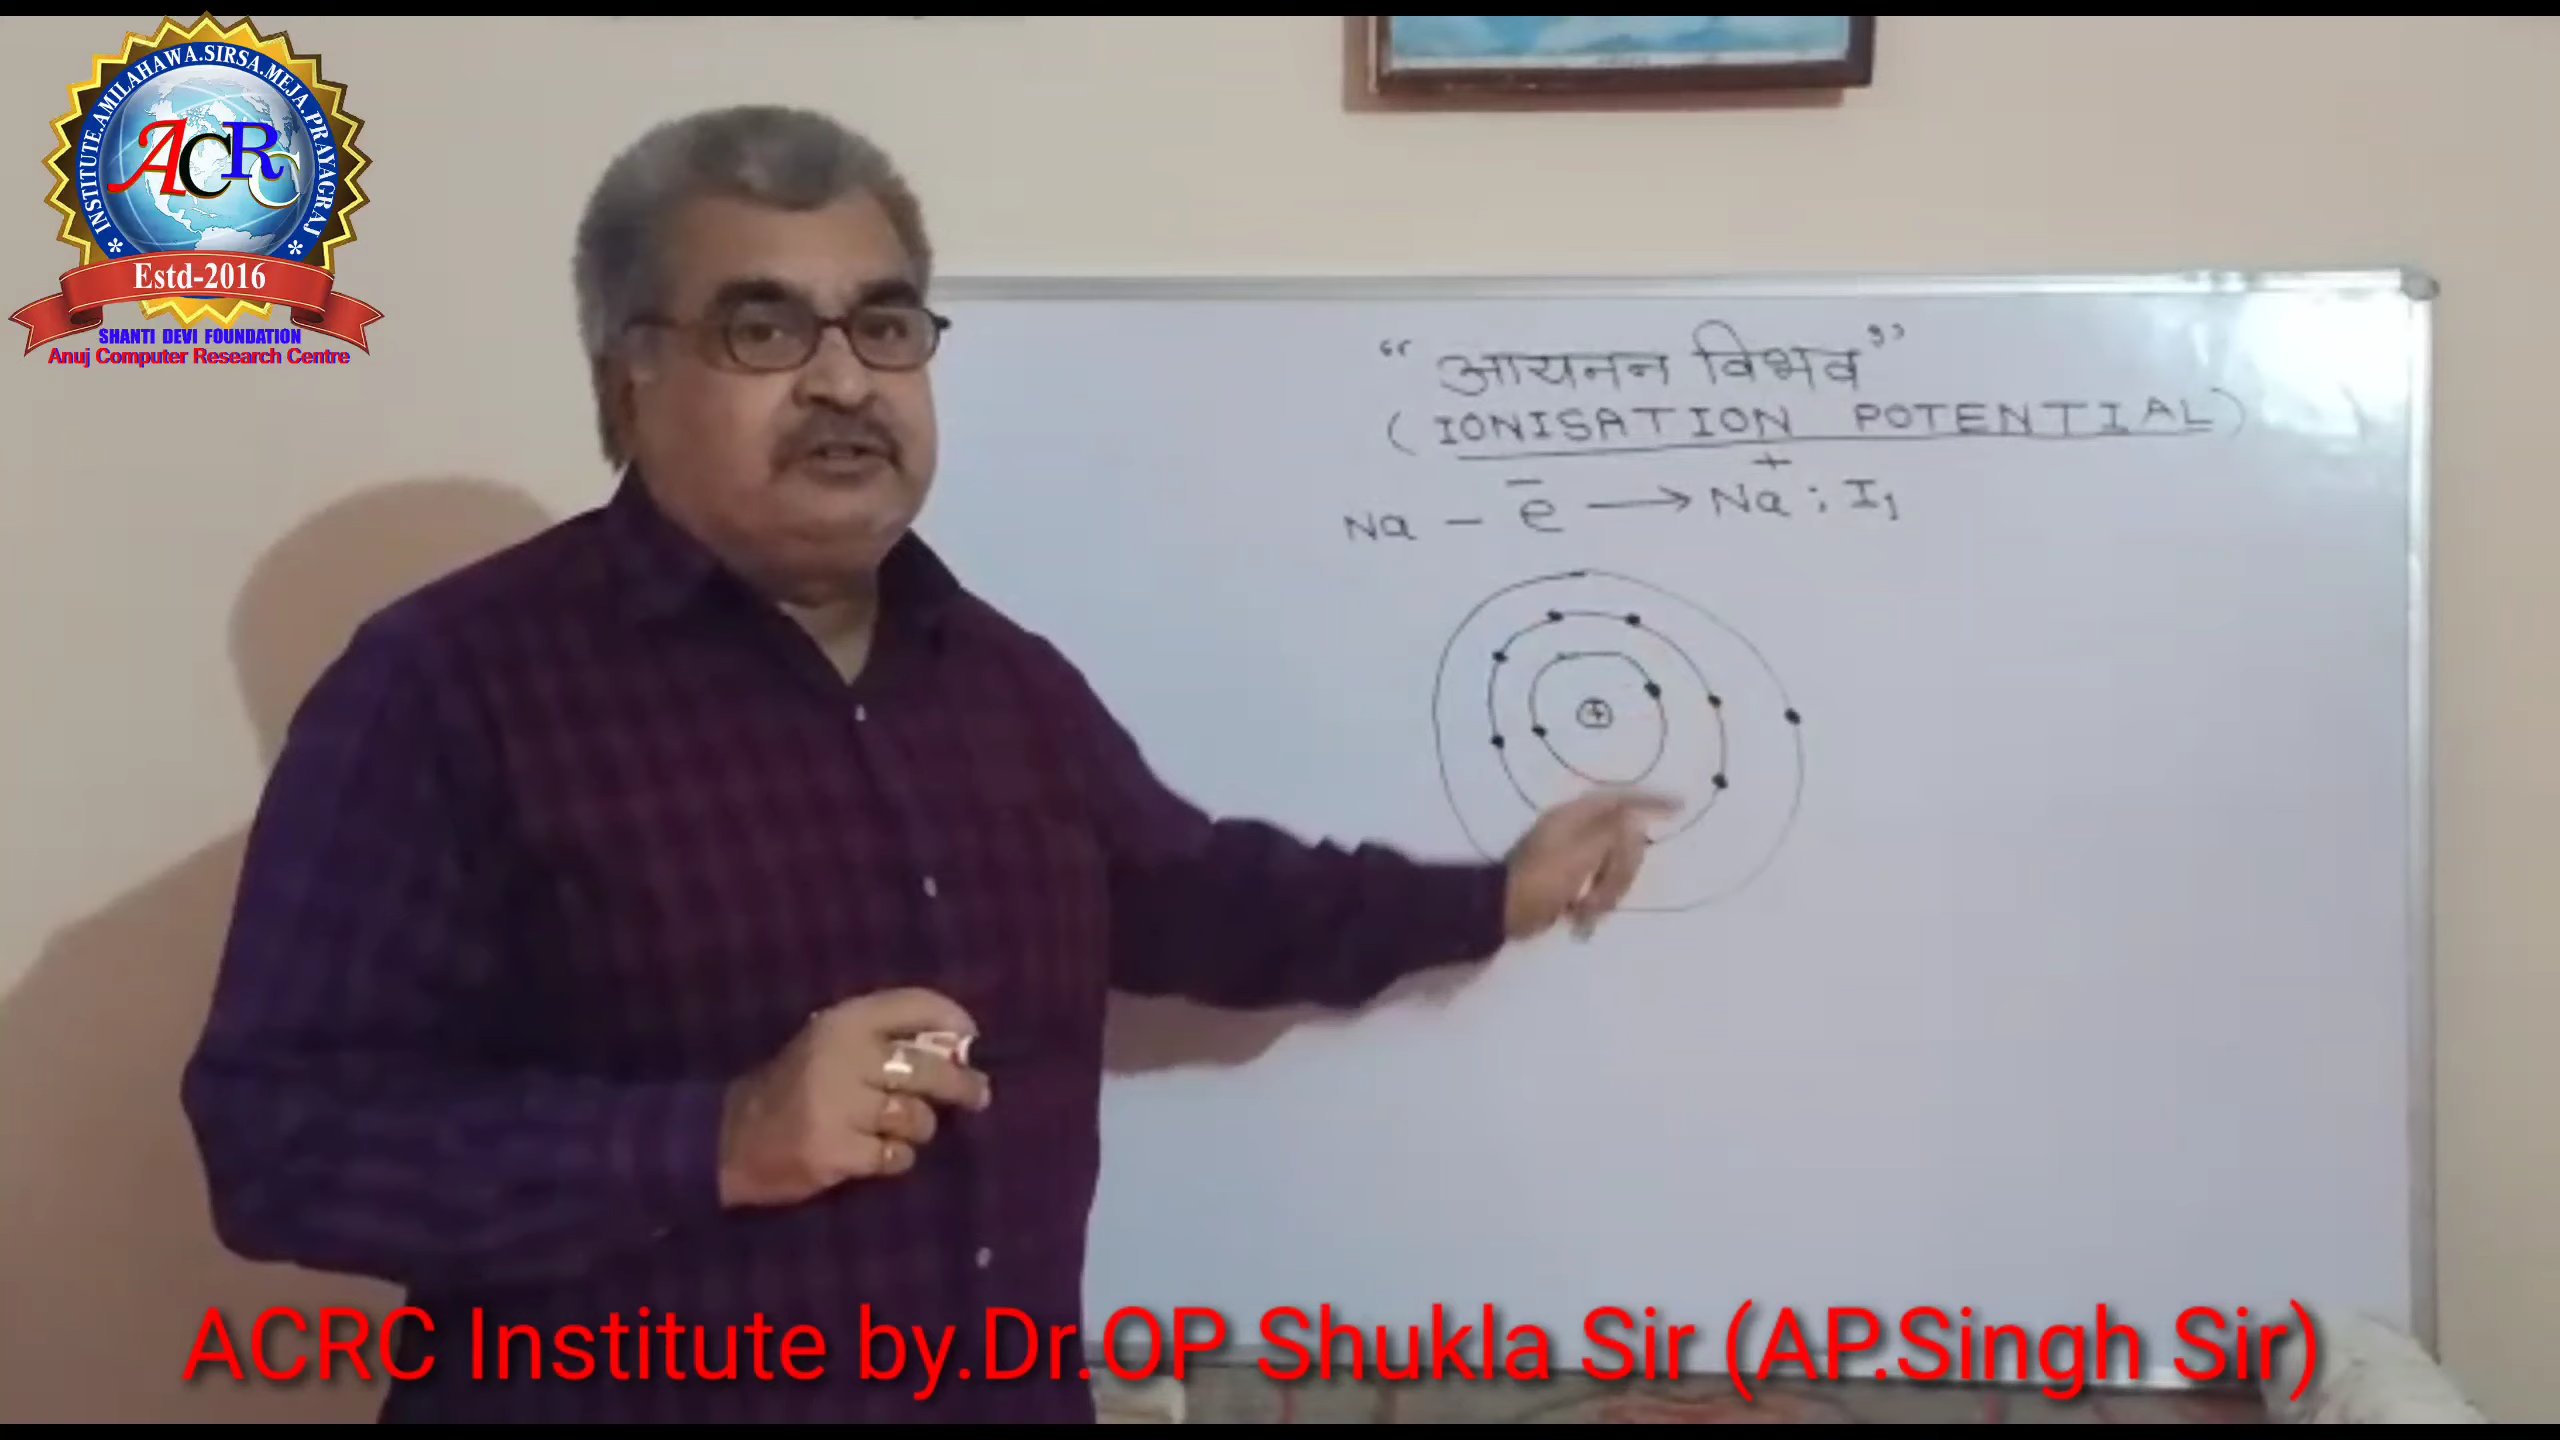 INSTITUTE.AMILAHAWA.SIRSA.MEJA.PRAYAGRAJ
ACRC
Estd-2016
SHANTI DEVI FOUNDATION
Anuj Computer Research Centre
“आयनन विभव”
(IONISATION POTENTIAL)
Na - e⁻ → Na⁺ ; I₁
+
ACRC Institute by.Dr.OP Shukla Sir (AP.Singh Sir)